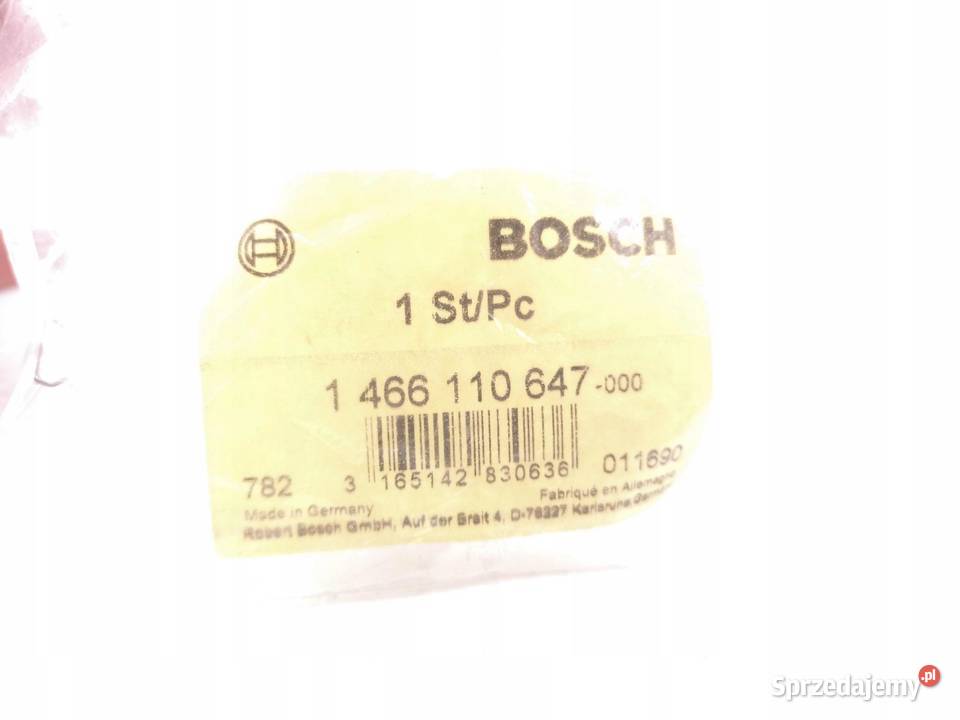 BOSCH
1 St/Pc
1 466 110 647-000
782 3 165142 830636 011690
Made in Germany Fabriqué en Allemagne
Robert Bosch GmbH, Auf der Breit 4, D-76227 Karlsruhe, Germany
Sprzedajemy.pl